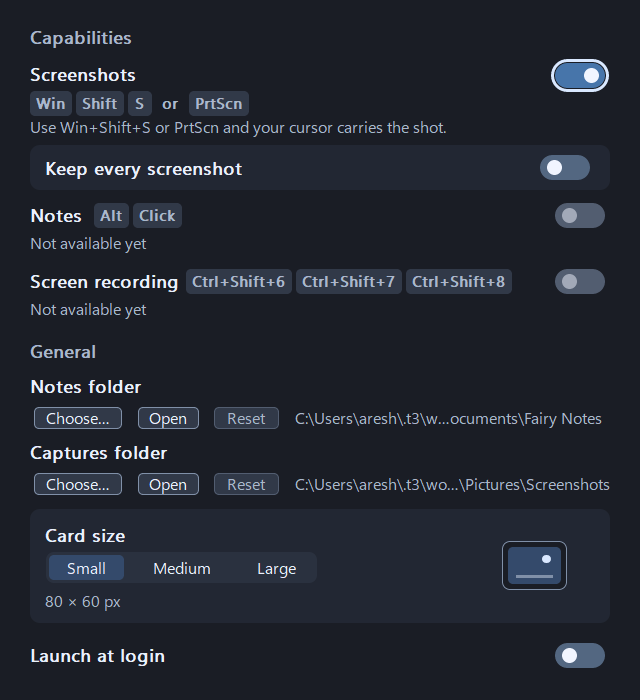 Capabilities
Screenshots
Win Shift S or PrtScn
Use Win+Shift+S or PrtScn and your cursor carries the shot.
Keep every screenshot
Notes Alt Click
Not available yet
Screen recording Ctrl+Shift+6 Ctrl+Shift+7 Ctrl+Shift+8
Not available yet
General
Notes folder
Choose... Open Reset C:\Users\aresh\.t3\w...ocuments\Fairy Notes
Captures folder
Choose... Open Reset C:\Users\aresh\.t3\wo...\Pictures\Screenshots
Card size
Small Medium Large
80 × 60 px
Launch at login